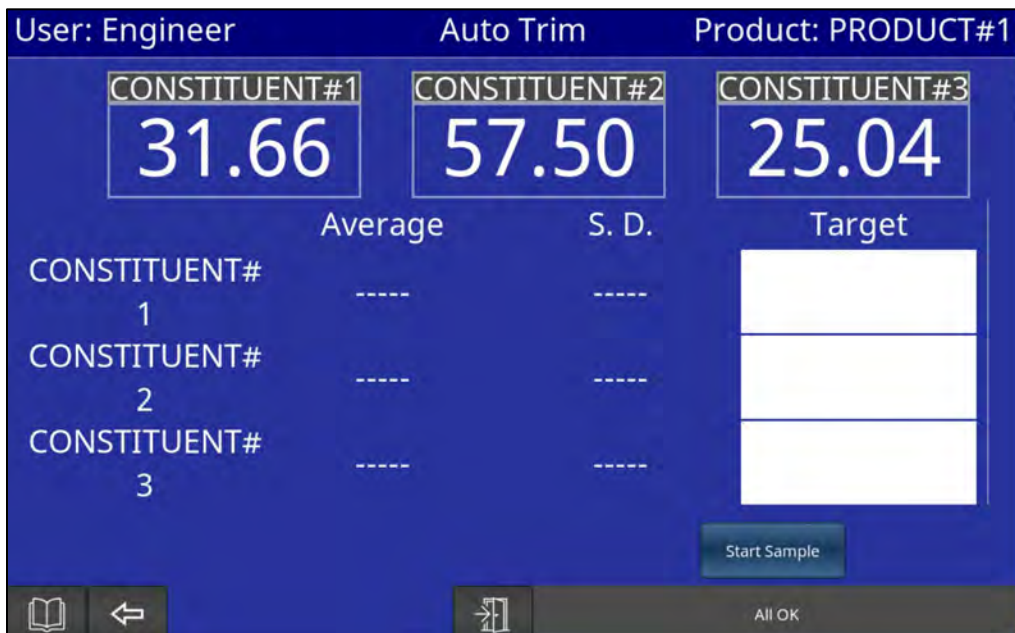 User: Engineer Auto Trim Product: PRODUCT#1
CONSTITUENT#1 CONSTITUENT#2 CONSTITUENT#3
31.66 57.50 25.04
Average S. D. Target
CONSTITUENT#
1
----- -----
CONSTITUENT#
2
----- -----
CONSTITUENT#
3
----- -----
Start Sample
All OK